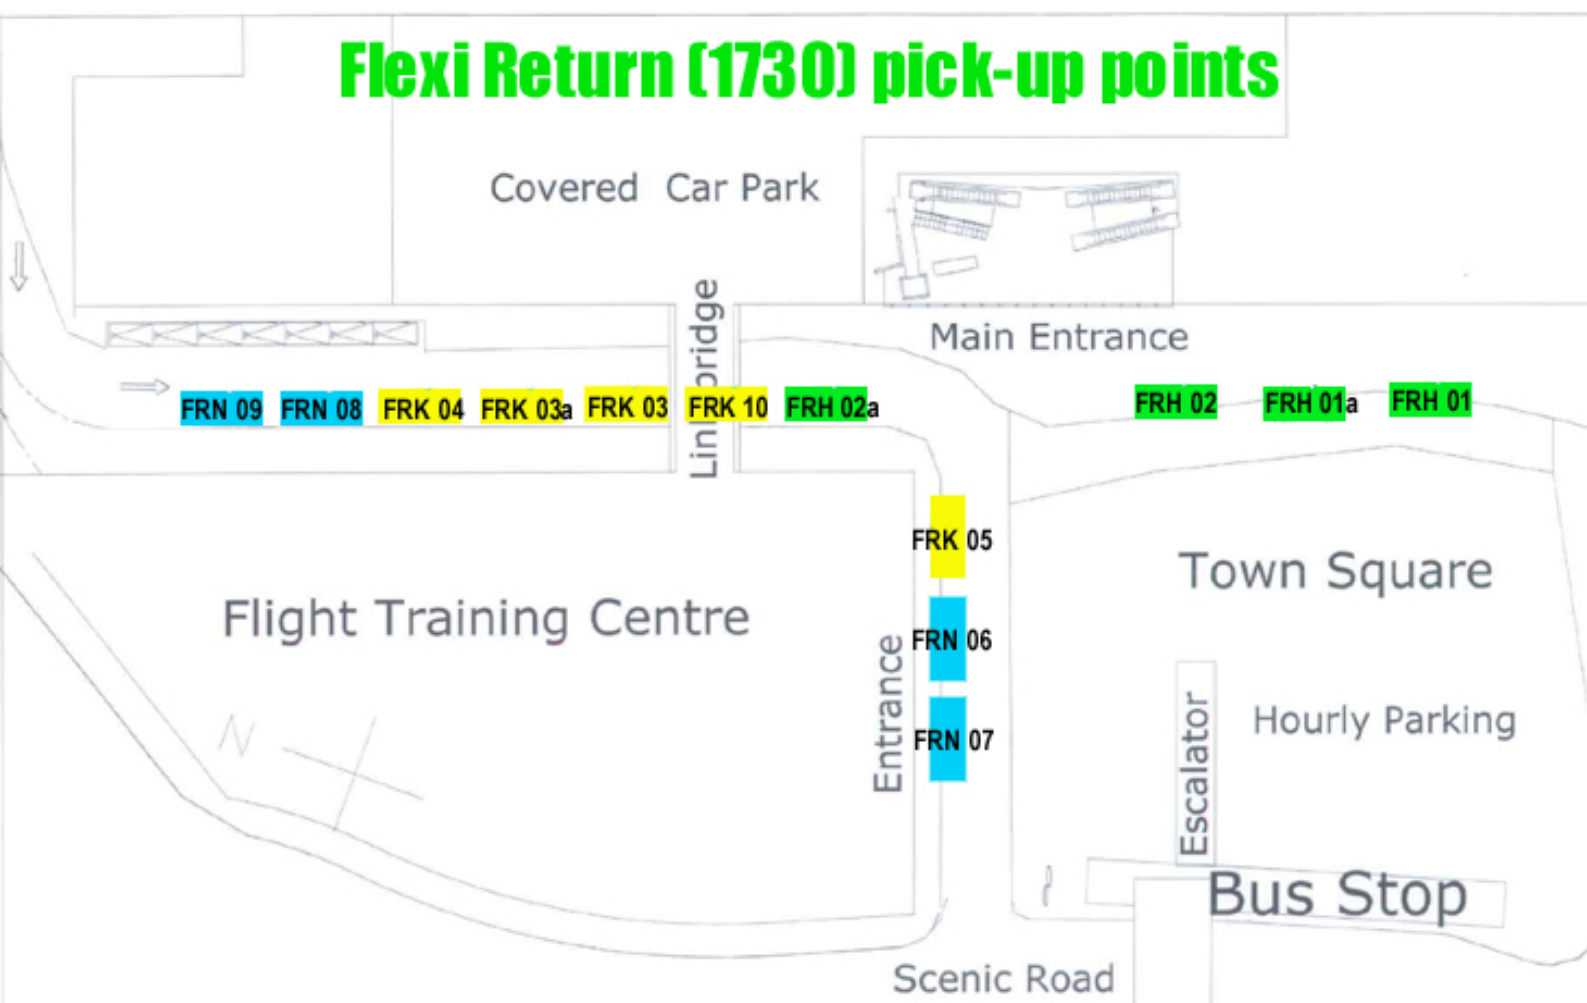 Flexi Return (1730) pick-up points
Covered Car Park
Linkbridge
Main Entrance
FRN 09
FRN 08
FRK 04
FRK 03a
FRK 03
FRK 10
FRH 02a
FRH 02
FRH 01a
FRH 01
FRK 05
Flight Training Centre
Town Square
FRN 06
Entrance
FRN 07
N
Escalator
Hourly Parking
Bus Stop
Scenic Road